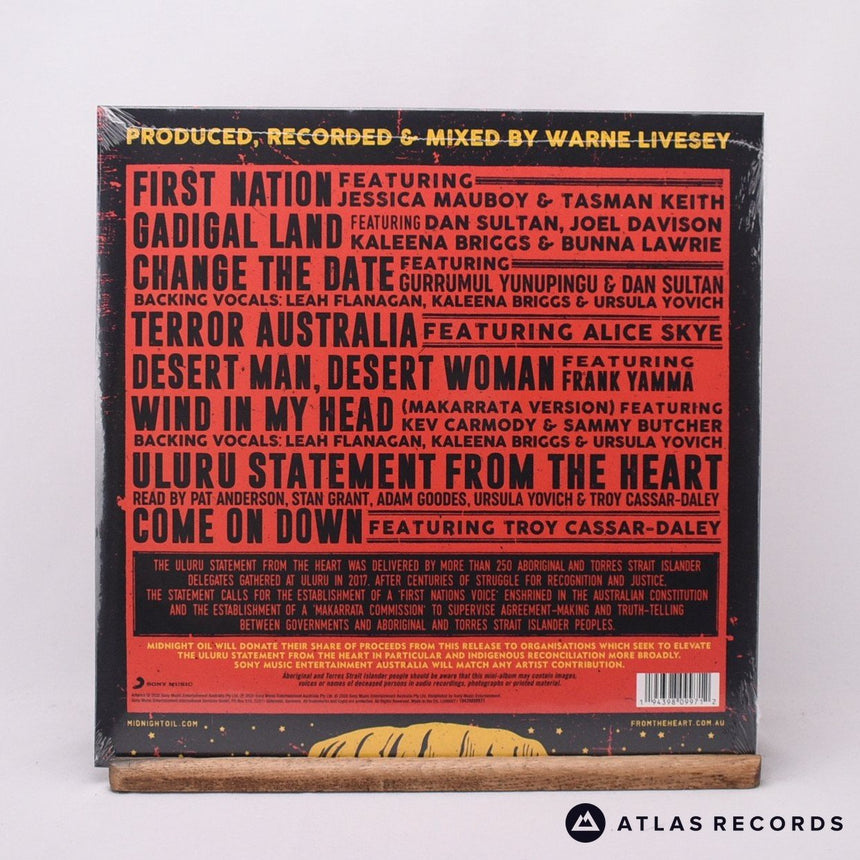 PRODUCED, RECORDED & MIXED BY WARNE LIVESEY
FIRST NATION FEATURING JESSICA MAUBOY & TASMAN KEITH
GADIGAL LAND FEATURING DAN SULTAN, JOEL DAVISON KALEENA BRIGGS & BUNNA LAWRIE
CHANGE THE DATE FEATURING GURRUMUL YUNUPINGU & DAN SULTAN
BACKING VOCALS: LEAH FLANAGAN, KALEENA BRIGGS & URSULA YOVICH
TERROR AUSTRALIA FEATURING ALICE SKYE
DESERT MAN, DESERT WOMAN FEATURING FRANK YAMMA
WIND IN MY HEAD (MAKARRATA VERSION) FEATURING KEV CARMODY & SAMMY BUTCHER
BACKING VOCALS: LEAH FLANAGAN, KALEENA BRIGGS & URSULA YOVICH
ULURU STATEMENT FROM THE HEART
READ BY PAT ANDERSON, STAN GRANT, ADAM GOODES, URSULA YOVICH & TROY CASSAR-DALEY
COME ON DOWN FEATURING TROY CASSAR-DALEY
THE ULURU STATEMENT FROM THE HEART WAS DELIVERED BY MORE THAN 250 ABORIGINAL AND TORRES STRAIT ISLANDER
DELEGATES GATHERED AT ULURU IN 2017. AFTER CENTURIES OF STRUGGLE FOR RECOGNITION AND JUSTICE.
THE STATEMENT CALLS FOR THE ESTABLISHMENT OF A 'FIRST NATIONS VOICE' ENSHRINED IN THE AUSTRALIAN CONSTITUTION
AND THE ESTABLISHMENT OF A 'MAKARRATA COMMISSION' TO SUPERVISE AGREEMENT-MAKING AND TRUTH-TELLING
BETWEEN GOVERNMENTS AND ABORIGINAL AND TORRES STRAIT ISLANDER PEOPLES.
MIDNIGHT OIL WILL DONATE THEIR SHARE OF PROCEEDS FROM THIS RELEASE TO ORGANISATIONS WHICH SEEK TO ELEVATE
THE ULURU STATEMENT FROM THE HEART IN PARTICULAR AND INDIGENOUS RECONCILIATION MORE BROADLY.
SONY MUSIC ENTERTAINMENT AUSTRALIA WILL MATCH ANY ARTIST CONTRIBUTION.
Aboriginal and Torres Strait Islander people should be aware that this mini-album may contain images,
voices or names of deceased persons in audio recordings, photographs or printed material.
SONY MUSIC
1 94398 09971 2
MIDNIGHTOIL.COM
FROMTHEHEART.COM.AU
ATLAS RECORDS